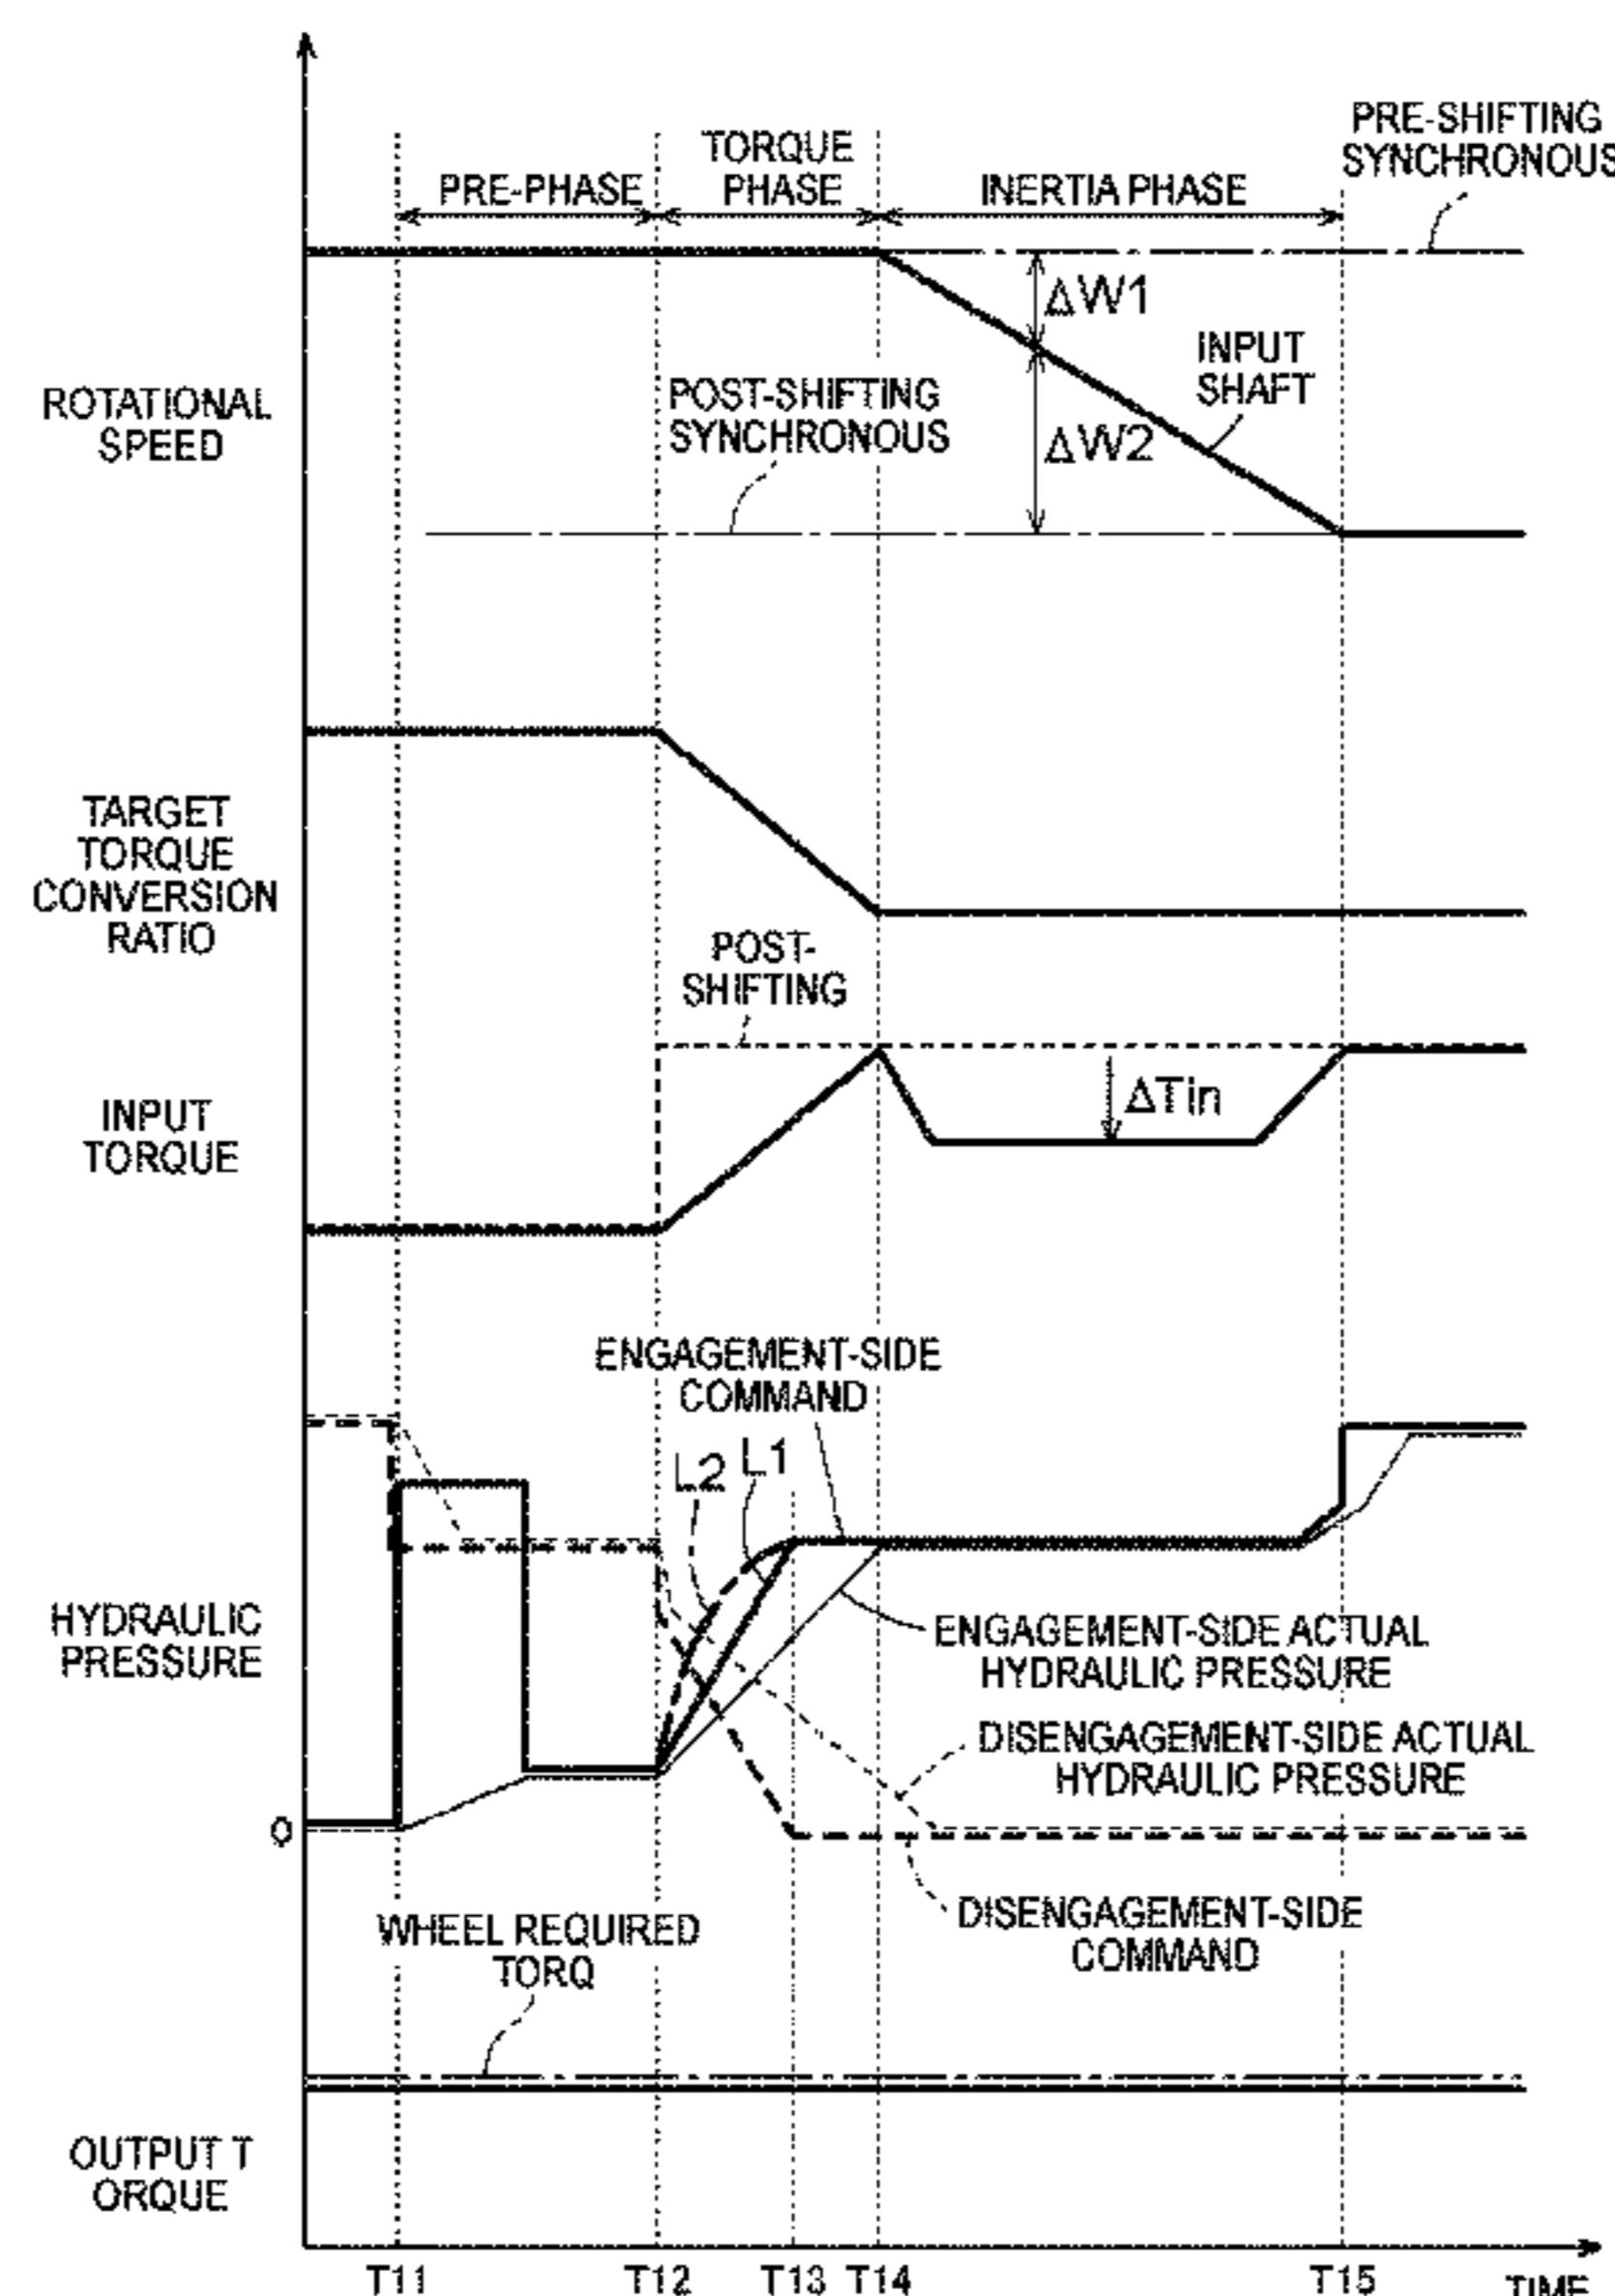 PRE-SHIFTING
SYNCHRONOUS
TORQUE
PHASE
PRE-PHASE
INERTIA PHASE
ΔW1
INPUT
SHAFT
ROTATIONAL
SPEED
POST-SHIFTING
SYNCHRONOUS
ΔW2
TARGET
TORQUE
CONVERSION
RATIO
POST-
SHIFTING
INPUT
TORQUE
ΔTin
ENGAGEMENT-SIDE
COMMAND
L2
L1
HYDRAULIC
PRESSURE
ENGAGEMENT-SIDE ACTUAL
HYDRAULIC PRESSURE
DISENGAGEMENT-SIDE ACTUAL
HYDRAULIC PRESSURE
0
DISENGAGEMENT-SIDE
COMMAND
WHEEL REQUIRED
TORQ
OUTPUT T
ORQUE
T11
T12
T13
T14
T15
TIME